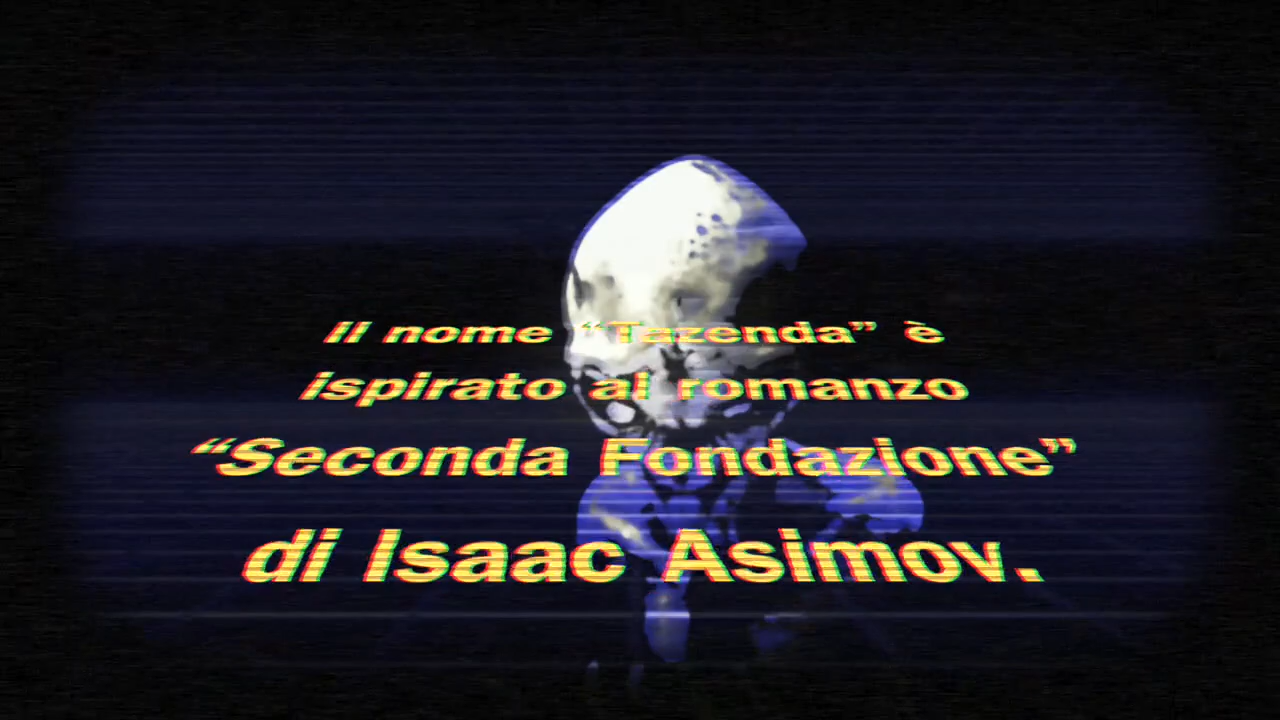 Il nome “Tazenda” è
ispirato al romanzo
“Seconda Fondazione”
di Isaac Asimov.